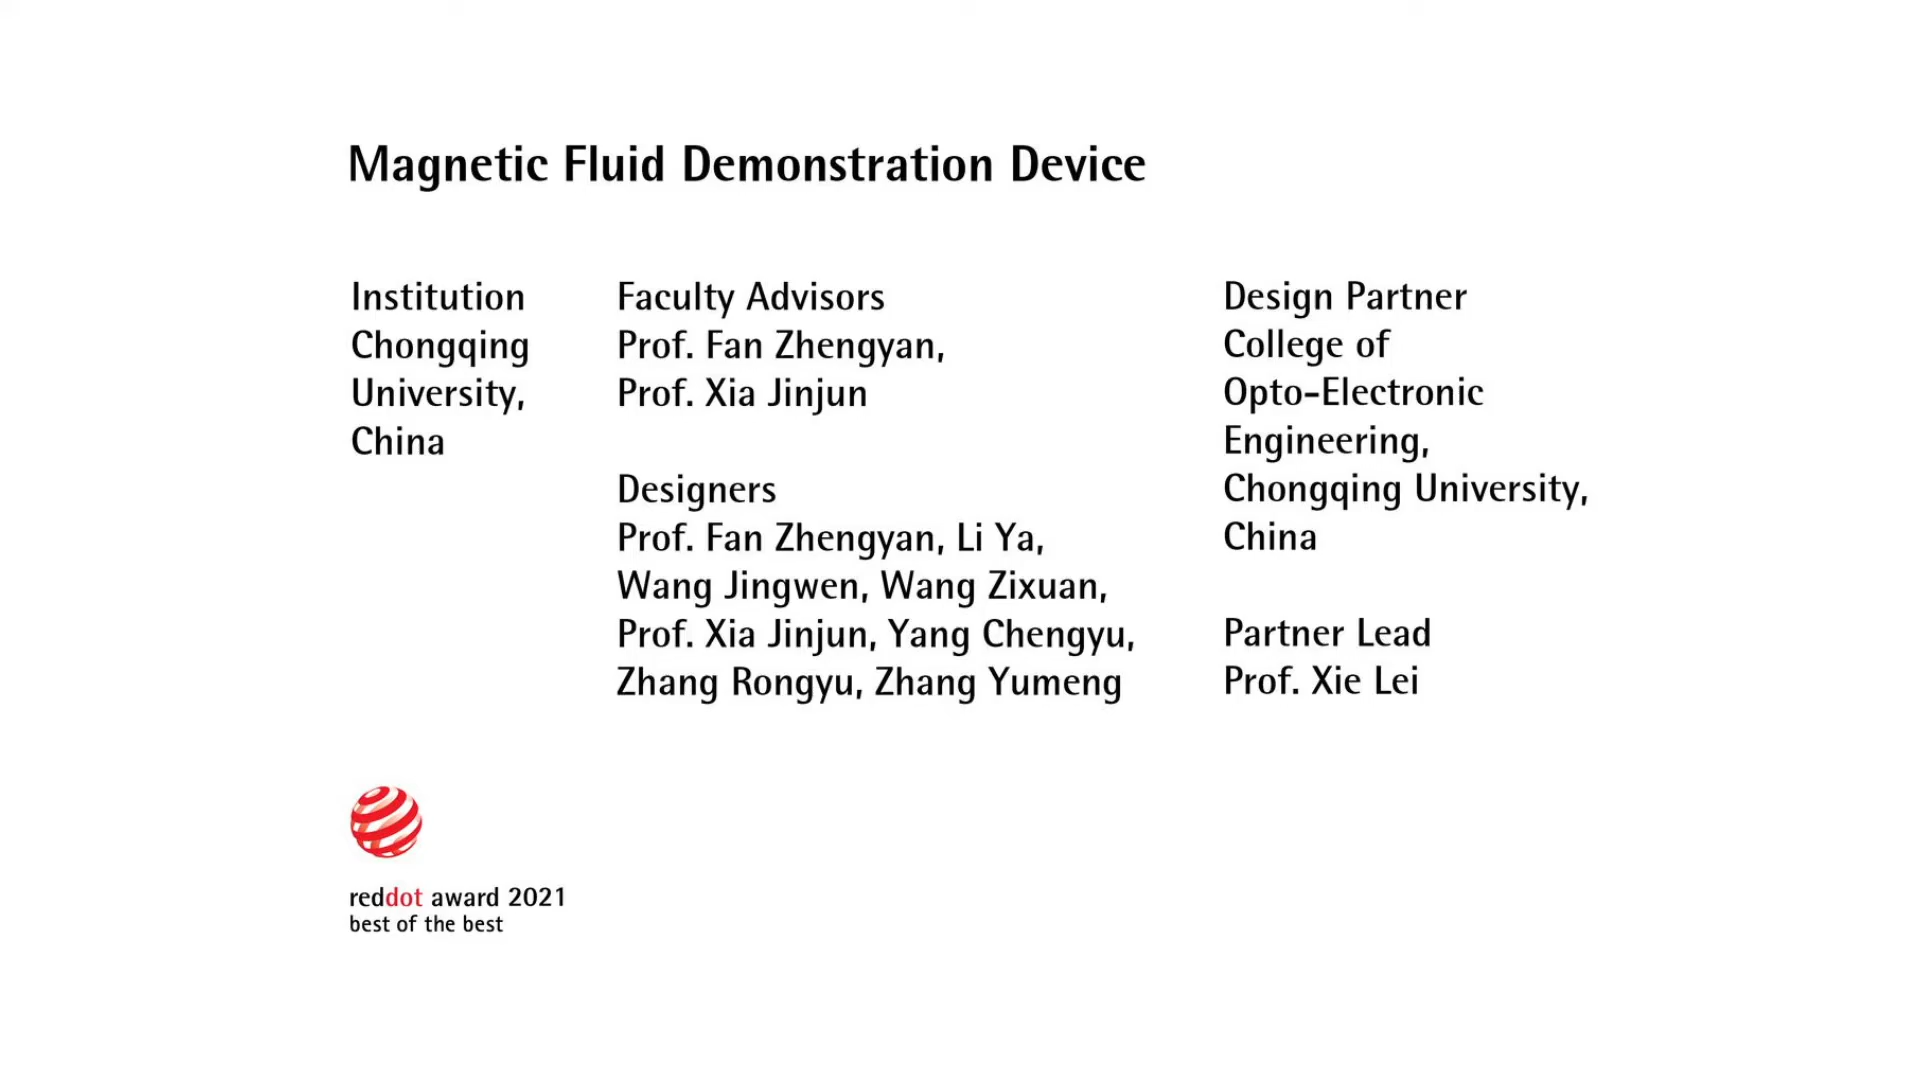 Magnetic Fluid Demonstration Device
Institution
Chongqing
University,
China
Faculty Advisors
Prof. Fan Zhengyan,
Prof. Xia Jinjun
Designers
Prof. Fan Zhengyan, Li Ya,
Wang Jingwen, Wang Zixuan,
Prof. Xia Jinjun, Yang Chengyu,
Zhang Rongyu, Zhang Yumeng
Design Partner
College of
Opto-Electronic
Engineering,
Chongqing University,
China
Partner Lead
Prof. Xie Lei
reddot award 2021
best of the best